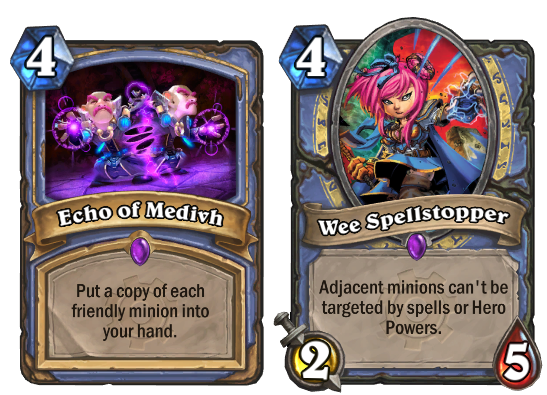 4
Echo of Medivh
Put a copy of each
friendly minion into
your hand.
4
Wee Spellstopper
Adjacent minions can't be
targeted by spells or Hero
Powers.
2
5